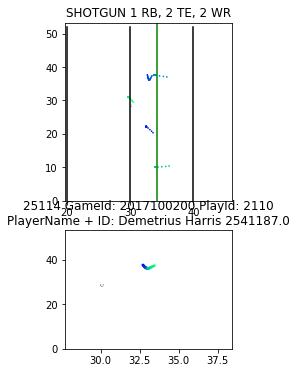 SHOTGUN 1 RB, 2 TE, 2 WR
50
40
30
20
10
0
20 30 40
25114 GameId: 2017100200 PlayId: 2110
PlayerName + ID: Demetrius Harris 2541187.0
40
20
0
30.0 32.5 35.0 37.5